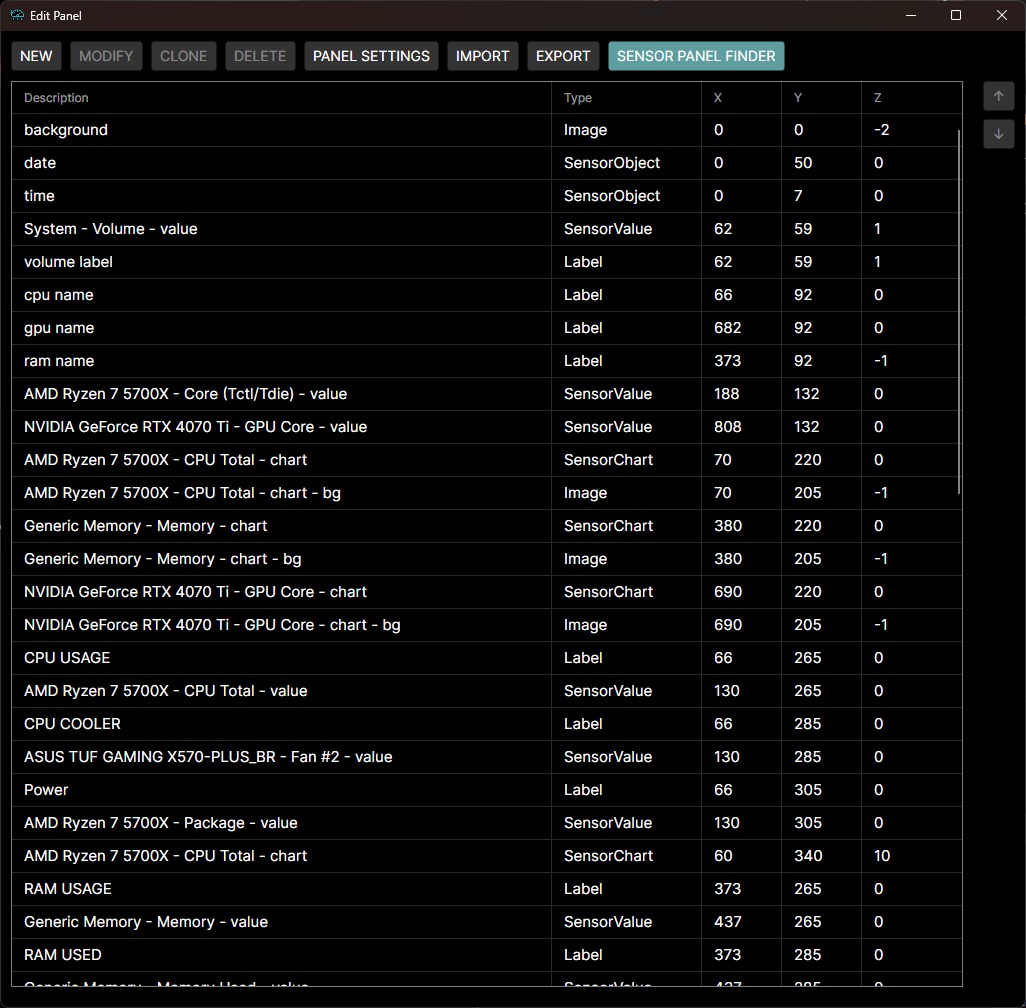 Edit Panel
NEW MODIFY CLONE DELETE PANEL SETTINGS IMPORT EXPORT SENSOR PANEL FINDER
Description Type X Y Z
background Image 0 0 -2
date SensorObject 0 50 0
time SensorObject 0 7 0
System - Volume - value SensorValue 62 59 1
volume label Label 62 59 1
cpu name Label 66 92 0
gpu name Label 682 92 0
ram name Label 373 92 -1
AMD Ryzen 7 5700X - Core (Tctl/Tdie) - value SensorValue 188 132 0
NVIDIA GeForce RTX 4070 Ti - GPU Core - value SensorValue 808 132 0
AMD Ryzen 7 5700X - CPU Total - chart SensorChart 70 220 0
AMD Ryzen 7 5700X - CPU Total - chart - bg Image 70 205 -1
Generic Memory - Memory - chart SensorChart 380 220 0
Generic Memory - Memory - chart - bg Image 380 205 -1
NVIDIA GeForce RTX 4070 Ti - GPU Core - chart SensorChart 690 220 0
NVIDIA GeForce RTX 4070 Ti - GPU Core - chart - bg Image 690 205 -1
CPU USAGE Label 66 265 0
AMD Ryzen 7 5700X - CPU Total - value SensorValue 130 265 0
CPU COOLER Label 66 285 0
ASUS TUF GAMING X570-PLUS_BR - Fan #2 - value SensorValue 130 285 0
Power Label 66 305 0
AMD Ryzen 7 5700X - Package - value SensorValue 130 305 0
AMD Ryzen 7 5700X - CPU Total - chart SensorChart 60 340 10
RAM USAGE Label 373 265 0
Generic Memory - Memory - value SensorValue 437 265 0
RAM USED Label 373 285 0
Generic Memory - Memory Used - value SensorValue 437 285 0